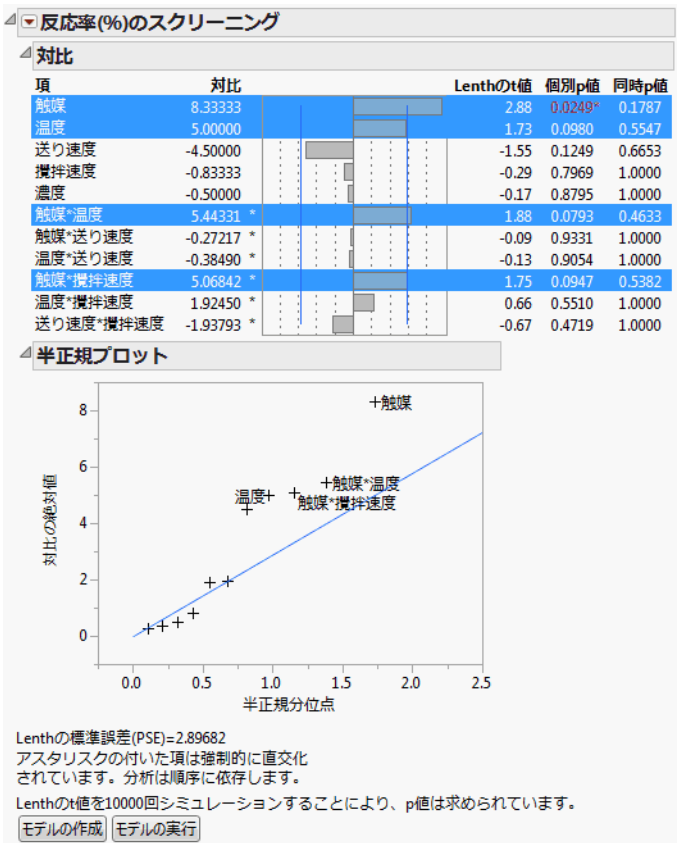 反応率(%)のスクリーニング
対比
項 対比 Lenthのt値 個別p値 同時p値
触媒 8.33333 2.88 0.0249* 0.1787
温度 5.00000 1.73 0.0980 0.5547
送り速度 -4.50000 -1.55 0.1249 0.6653
攪拌速度 -0.83333 -0.29 0.7969 1.0000
濃度 -0.50000 -0.17 0.8795 1.0000
触媒*温度 5.44331 * 1.88 0.0793 0.4633
触媒*送り速度 -0.27217 * -0.09 0.9331 1.0000
温度*送り速度 -0.38490 * -0.13 0.9054 1.0000
触媒*攪拌速度 5.06842 * 1.75 0.0947 0.5382
温度*攪拌速度 1.92450 * 0.66 0.5510 1.0000
送り速度*攪拌速度 -1.93793 * -0.67 0.4719 1.0000
半正規プロット
対比の絶対値
8
6
4
2
0
触媒
触媒*温度
温度
触媒*攪拌速度
0.0 0.5 1.0 1.5 2.0 2.5
半正規分位点
Lenthの標準誤差(PSE)=2.89682
アスタリスクの付いた項は強制的に直交化
されています。分析は順序に依存します。
Lenthのt値を10000回シミュレーションすることにより、p値は求められています。
モデルの作成 モデルの実行